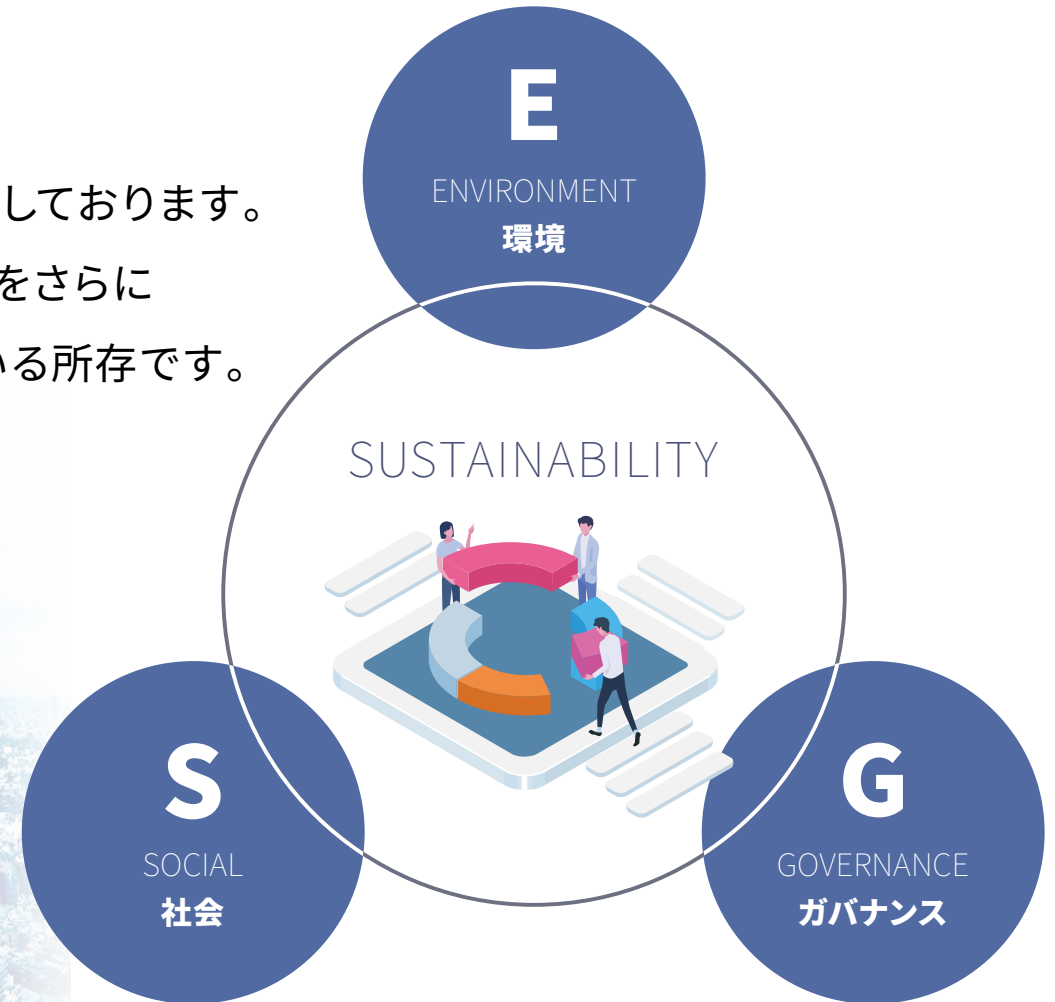 しております。
をさらに
いる所存です。
E
ENVIRONMENT
環境
SUSTAINABILITY
S
SOCIAL
社会
G
GOVERNANCE
ガバナンス